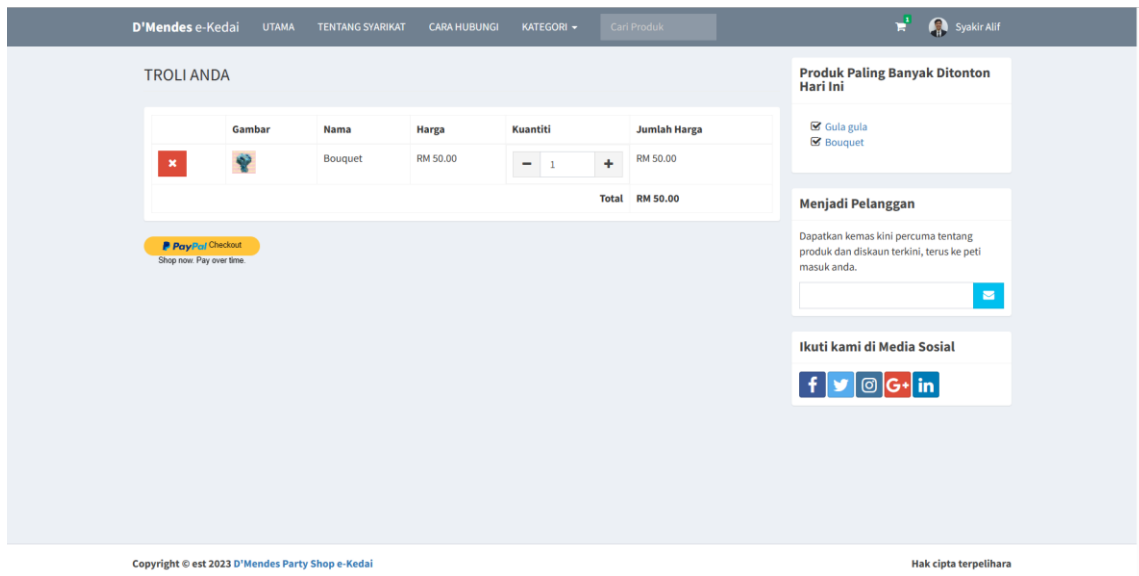 D'Mendes e-Kedai UTAMA TENTANG SYARIKAT CARA HUBUNGI KATEGORI Cari Produk 1 Syakir Alif
TROLI ANDA
Gambar Nama Harga Kuantiti Jumlah Harga
Bouquet RM 50.00 1 RM 50.00
Total RM 50.00
PayPal Checkout
Shop now. Pay over time.
Produk Paling Banyak Ditonton
Hari Ini
Gula gula
Bouquet
Menjadi Pelanggan
Dapatkan kemas kini percuma tentang
produk dan diskaun terkini, terus ke peti
masuk anda.
Ikuti kami di Media Sosial
Copyright © est 2023 D'Mendes Party Shop e-Kedai
Hak cipta terpelihara